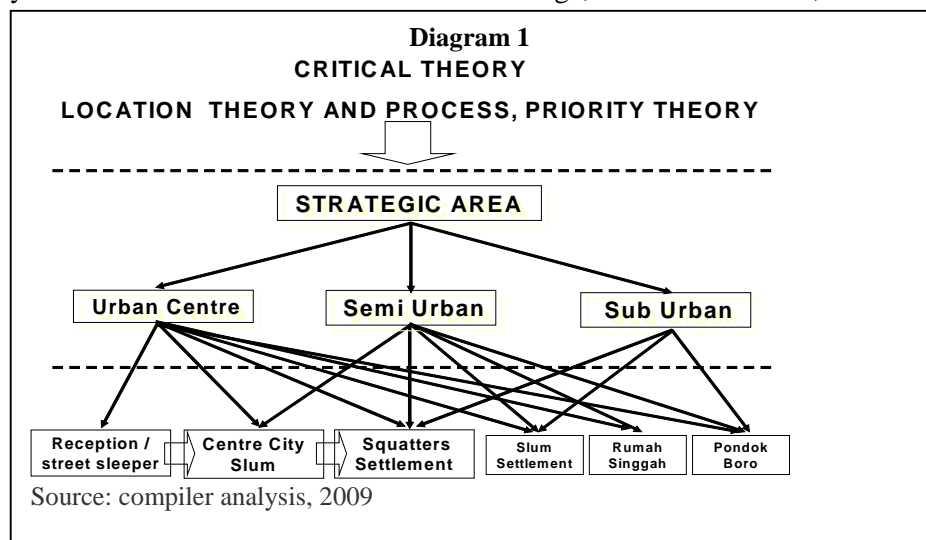 Diagram 1
CRITICAL THEORY
LOCATION THEORY AND PROCESS, PRIORITY THEORY
STRATEGIC AREA
Urban Centre
Semi Urban
Sub Urban
Reception /
street sleeper
Centre City
Slum
Squatters
Settlement
Slum
Settlement
Rumah
Singgah
Pondok
Boro
Source: compiler analysis, 2009